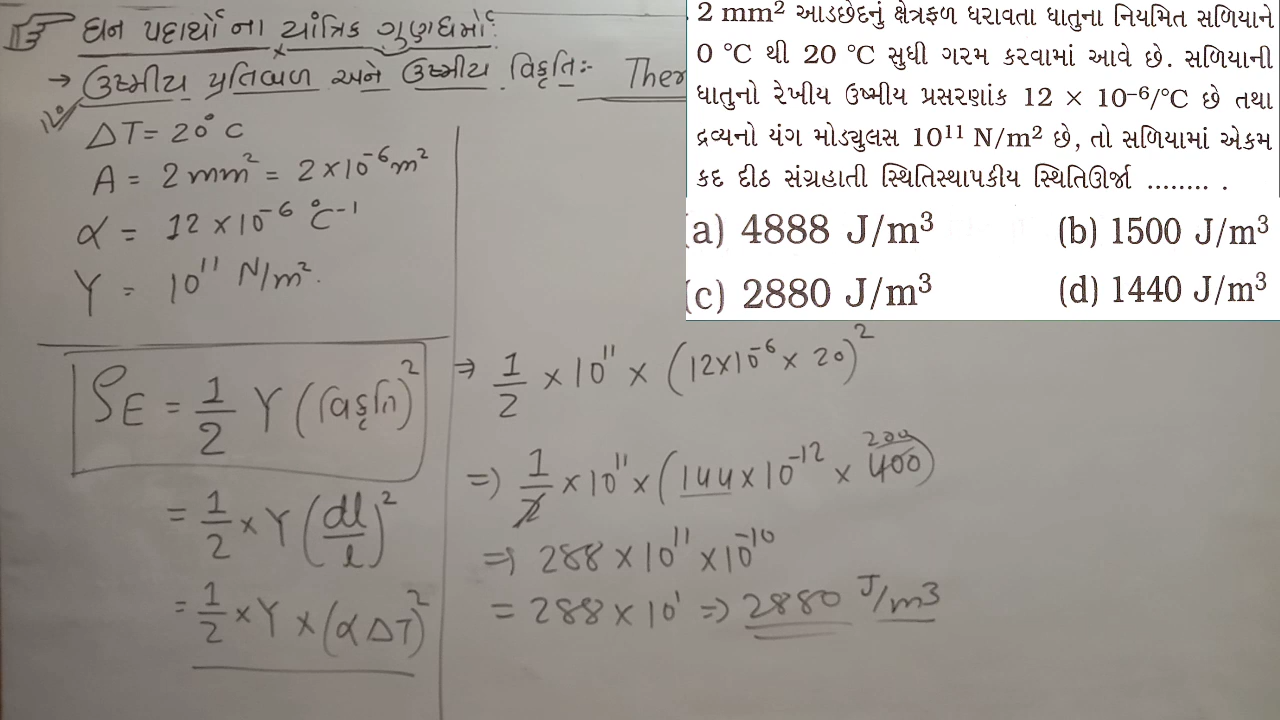 ઘન પદાર્થોના યાંત્રિક ગુણધર્મો:
→ ઉષ્મીય પ્રતિબળ અને ઉષ્મીય વિકૃતિ:- Ther
ΔT = 20°C
A = 2 mm² = 2×10⁻⁶ m²
α = 12 × 10⁻⁶ °C⁻¹
Y = 10¹¹ N/m².
ρE = 1/2 Y (વિકૃતિ)²
= 1/2 × Y (dl/l)²
= 1/2 × Y × (α ΔT)²
⇒ 1/2 × 10¹¹ × (12×10⁻⁶ × 20)²
⇒ 1/2 × 10¹¹ × (144 × 10⁻¹² × 400) 200
⇒ 288 × 10¹¹ × 10⁻¹⁰
= 288 × 10¹ ⇒ 2880 J/m³
2 mm² આડછેદનું ક્ષેત્રફળ ધરાવતા ધાતુના નિયમિત સળિયાને
0 °C થી 20 °C સુધી ગરમ કરવામાં આવે છે. સળિયાની
ધાતુનો રેખીય ઉષ્મીય પ્રસરણાંક 12 × 10⁻⁶/°C છે તથા
દ્રવ્યનો યંગ મોડ્યુલસ 10¹¹ N/m² છે, તો સળિયામાં એકમ
કદ દીઠ સંગ્રહાતી સ્થિતિસ્થાપકીય સ્થિતિઊર્જા ........ .
(a) 4888 J/m³ (b) 1500 J/m³
(c) 2880 J/m³ (d) 1440 J/m³